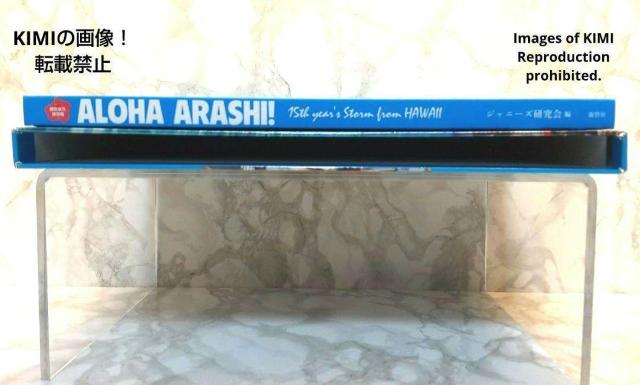 KIMIの画像！
転載禁止
Images of KIMI
Reproduction
prohibited.
ALOHA ARASHI! 15th year's Storm from HAWAII ジャニーズ研究会 編